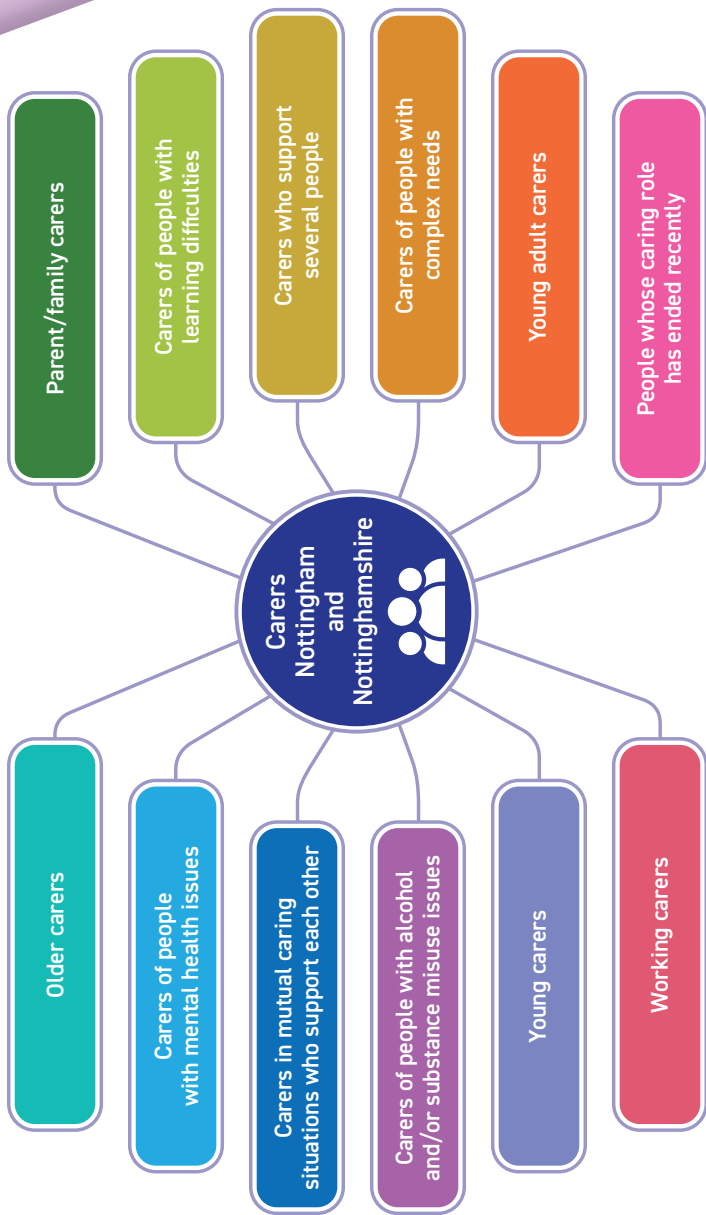 Older carers
Carers of people
with mental health issues
Carers in mutual caring
situations who support each other
Carers of people with alcohol
and/or substance misuse issues
Young carers
Working carers
Carers
Nottingham
and
Nottinghamshire
Parent/family carers
Carers of people with
learning difficulties
Carers who support
several people
Carers of people with
complex needs
Young adult carers
People whose caring role
has ended recently